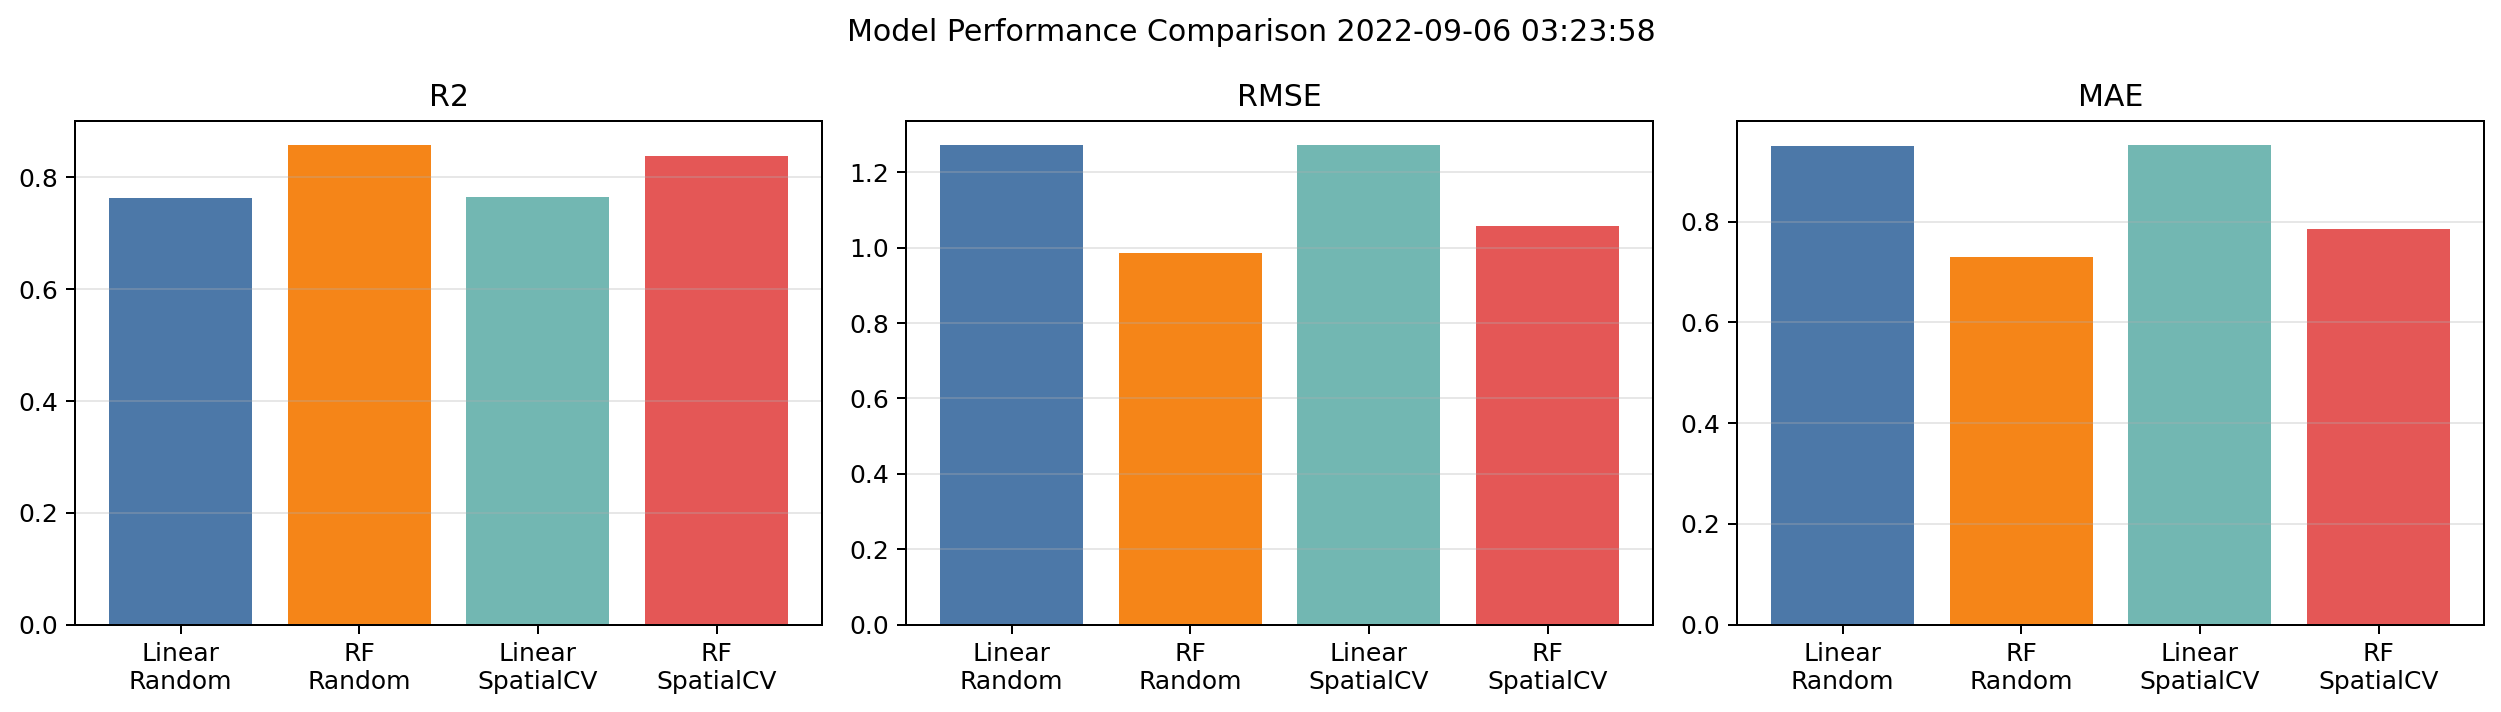 Model Performance Comparison 2022-09-06 03:23:58
R2
0.8
0.6
0.4
0.2
0.0
Linear
Random
RF
Random
Linear
SpatialCV
RF
SpatialCV
RMSE
1.2
1.0
0.8
0.6
0.4
0.2
0.0
Linear
Random
RF
Random
Linear
SpatialCV
RF
SpatialCV
MAE
0.8
0.6
0.4
0.2
0.0
Linear
Random
RF
Random
Linear
SpatialCV
RF
SpatialCV